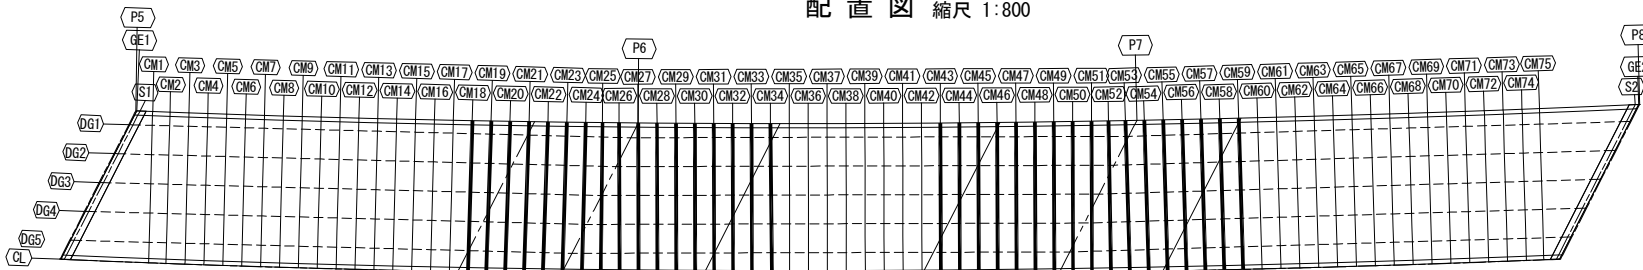 配置図 縮尺 1:800
P5 P6 P7 P8
GE1
CM1 CM3 CM5 CM7 CM9 CM11 CM13 CM15 CM17 CM19 CM21 CM23 CM25 CM27 CM29 CM31 CM33 CM35 CM37 CM39 CM41 CM43 CM45 CM47 CM49 CM51 CM53 CM55 CM57 CM59 CM61 CM63 CM65 CM67 CM69 CM71 CM73 CM75
S1 CM2 CM4 CM6 CM8 CM10 CM12 CM14 CM16 CM18 CM20 CM22 CM24 CM26 CM28 CM30 CM32 CM34 CM36 CM38 CM40 CM42 CM44 CM46 CM48 CM50 CM52 CM54 CM56 CM58 CM60 CM62 CM64 CM66 CM68 CM70 CM72 CM74 S2
DG1
DG2
DG3
DG4
DG5
CL